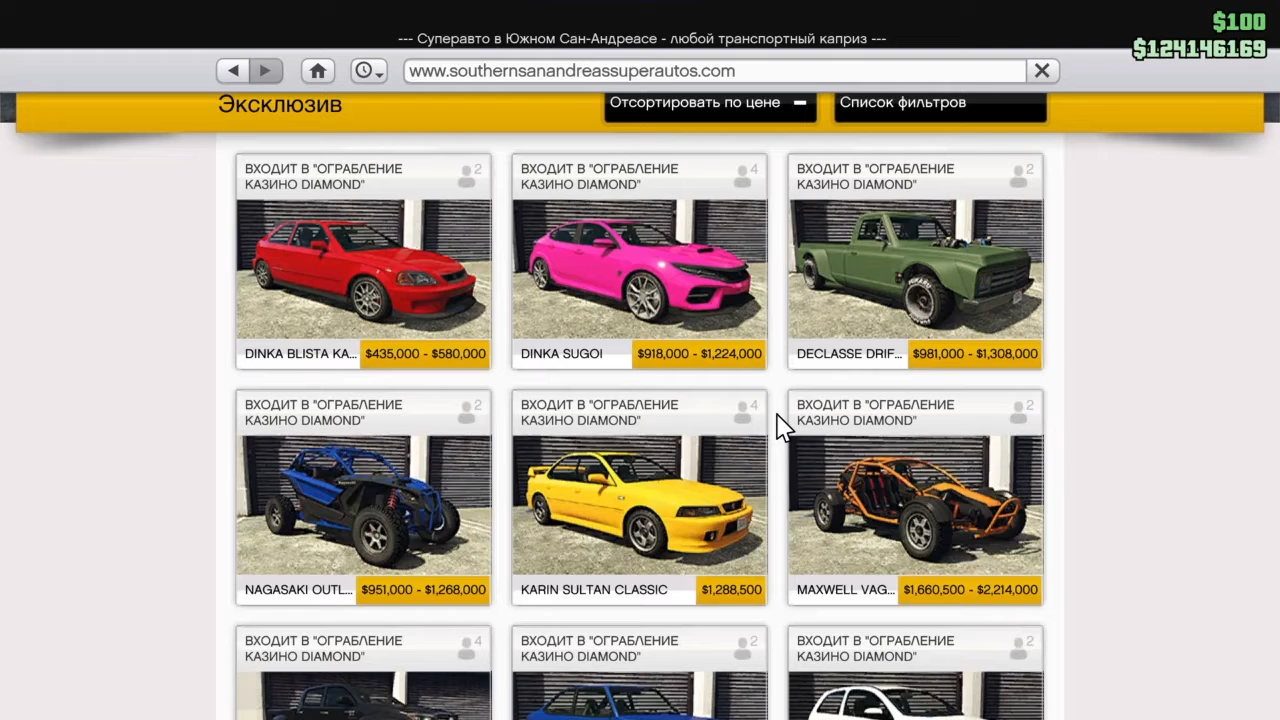 $100
--- Суперавто в Южном Сан-Андреасе - любой транспортный каприз ---
$124146169
www.southernsanandreassuperautos.com
Эксклюзив
Отсортировать по цене
Список фильтров
ВХОДИТ В "ОГРАБЛЕНИЕ
КАЗИНО DIAMOND"
2
ВХОДИТ В "ОГРАБЛЕНИЕ
КАЗИНО DIAMOND"
4
ВХОДИТ В "ОГРАБЛЕНИЕ
КАЗИНО DIAMOND"
2
DINKA BLISTA KA...
$435,000 - $580,000
DINKA SUGOI
$918,000 - $1,224,000
DECLASSE DRIF...
$981,000 - $1,308,000
ВХОДИТ В "ОГРАБЛЕНИЕ
КАЗИНО DIAMOND"
2
ВХОДИТ В "ОГРАБЛЕНИЕ
КАЗИНО DIAMOND"
4
ВХОДИТ В "ОГРАБЛЕНИЕ
КАЗИНО DIAMOND"
2
NAGASAKI OUTL...
$951,000 - $1,268,000
KARIN SULTAN CLASSIC
$1,288,500
MAXWELL VAG...
$1,660,500 - $2,214,000
ВХОДИТ В "ОГРАБЛЕНИЕ
КАЗИНО DIAMOND"
4
ВХОДИТ В "ОГРАБЛЕНИЕ
КАЗИНО DIAMOND"
2
ВХОДИТ В "ОГРАБЛЕНИЕ
КАЗИНО DIAMOND"
2